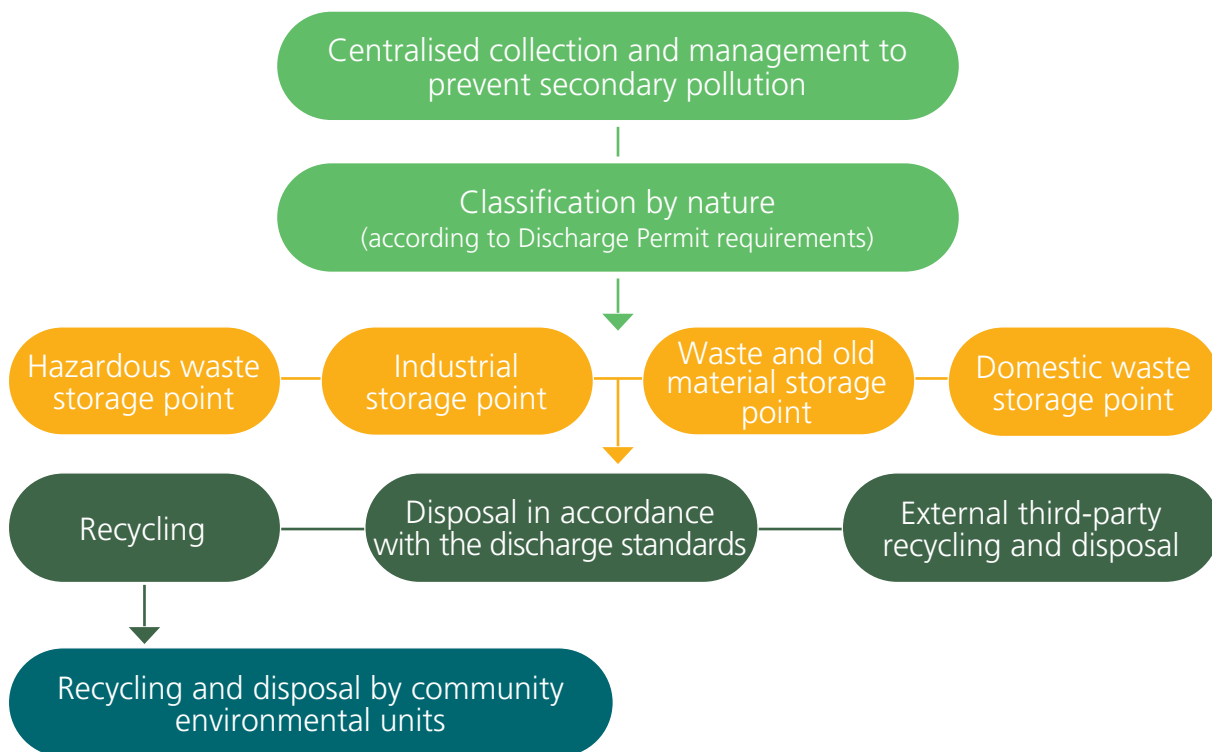 Centralised collection and management to
prevent secondary pollution
Classification by nature
(according to Discharge Permit requirements)
Hazardous waste
storage point
Industrial
storage point
Waste and old
material storage
point
Domestic waste
storage point
Recycling
Disposal in accordance
with the discharge standards
External third-party
recycling and disposal
Recycling and disposal by community
environmental units